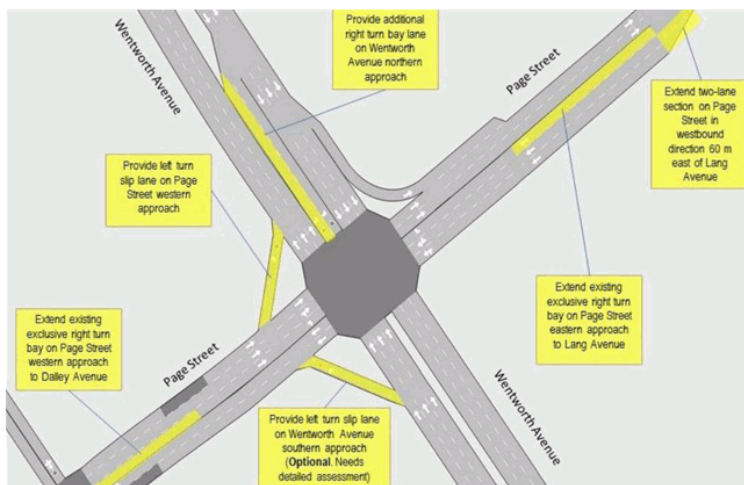 Wentworth Avenue
Provide additional
right turn bay lane
on Wentworth
Avenue northern
approach
Page Street
Extend two-lane
section on Page
Street in
westbound
direction 60 m
east of Lang
Avenue
Provide left turn
slip lane on Page
Street western
approach
Extend existing
exclusive right turn
bay on Page Street
western approach
to Dalley Avenue
Page Street
Extend existing
exclusive right turn
bay on Page Street
eastern approach
to Lang Avenue
Provide left turn slip lane
on Wentworth Avenue
southern approach
(Optional. Needs
detailed assessment)
Wentworth Avenue